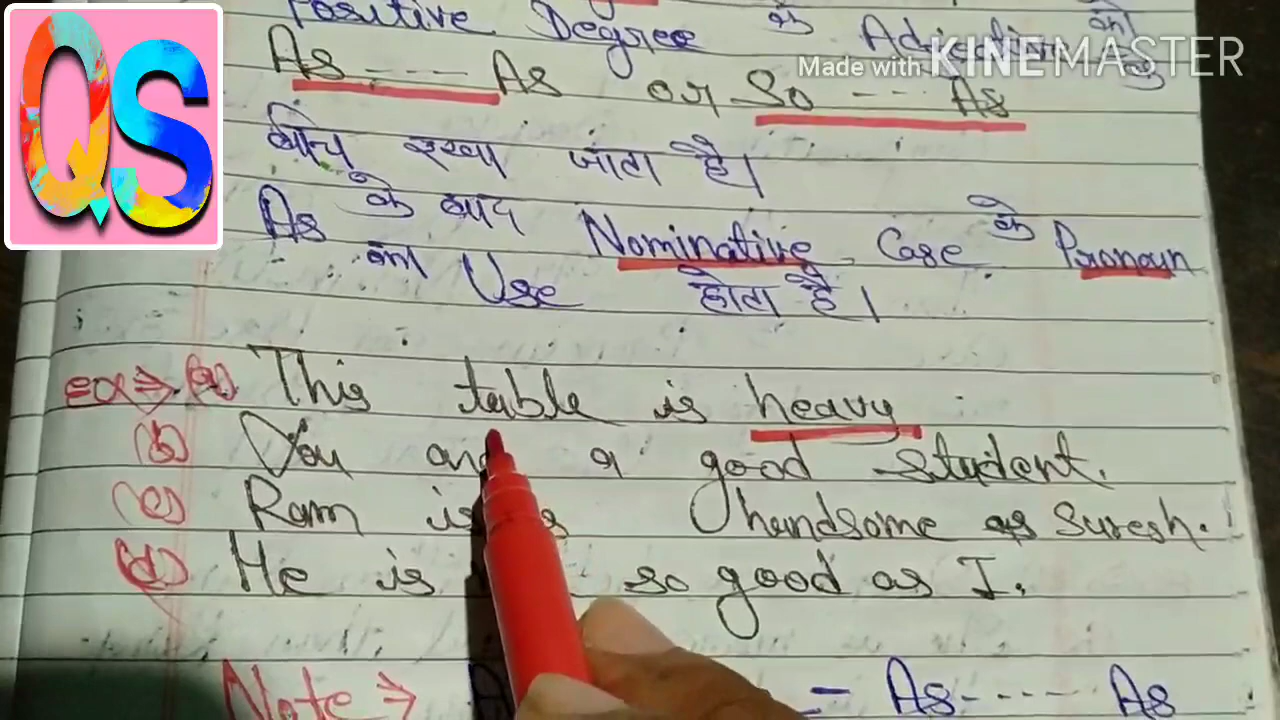 QS
Made with KINEMASTER
Positive Degree के Adjective को
As ---- As or So --- As
बीच रखा जाता है।
As के बाद Nominative Case के Pronoun
का Use होता है।
ex⇒ (a) This table is heavy
(b) You are a good student.
(c) Ram is as handsome as Suresh.
(d) He is so good as I.
Note → = As---- As